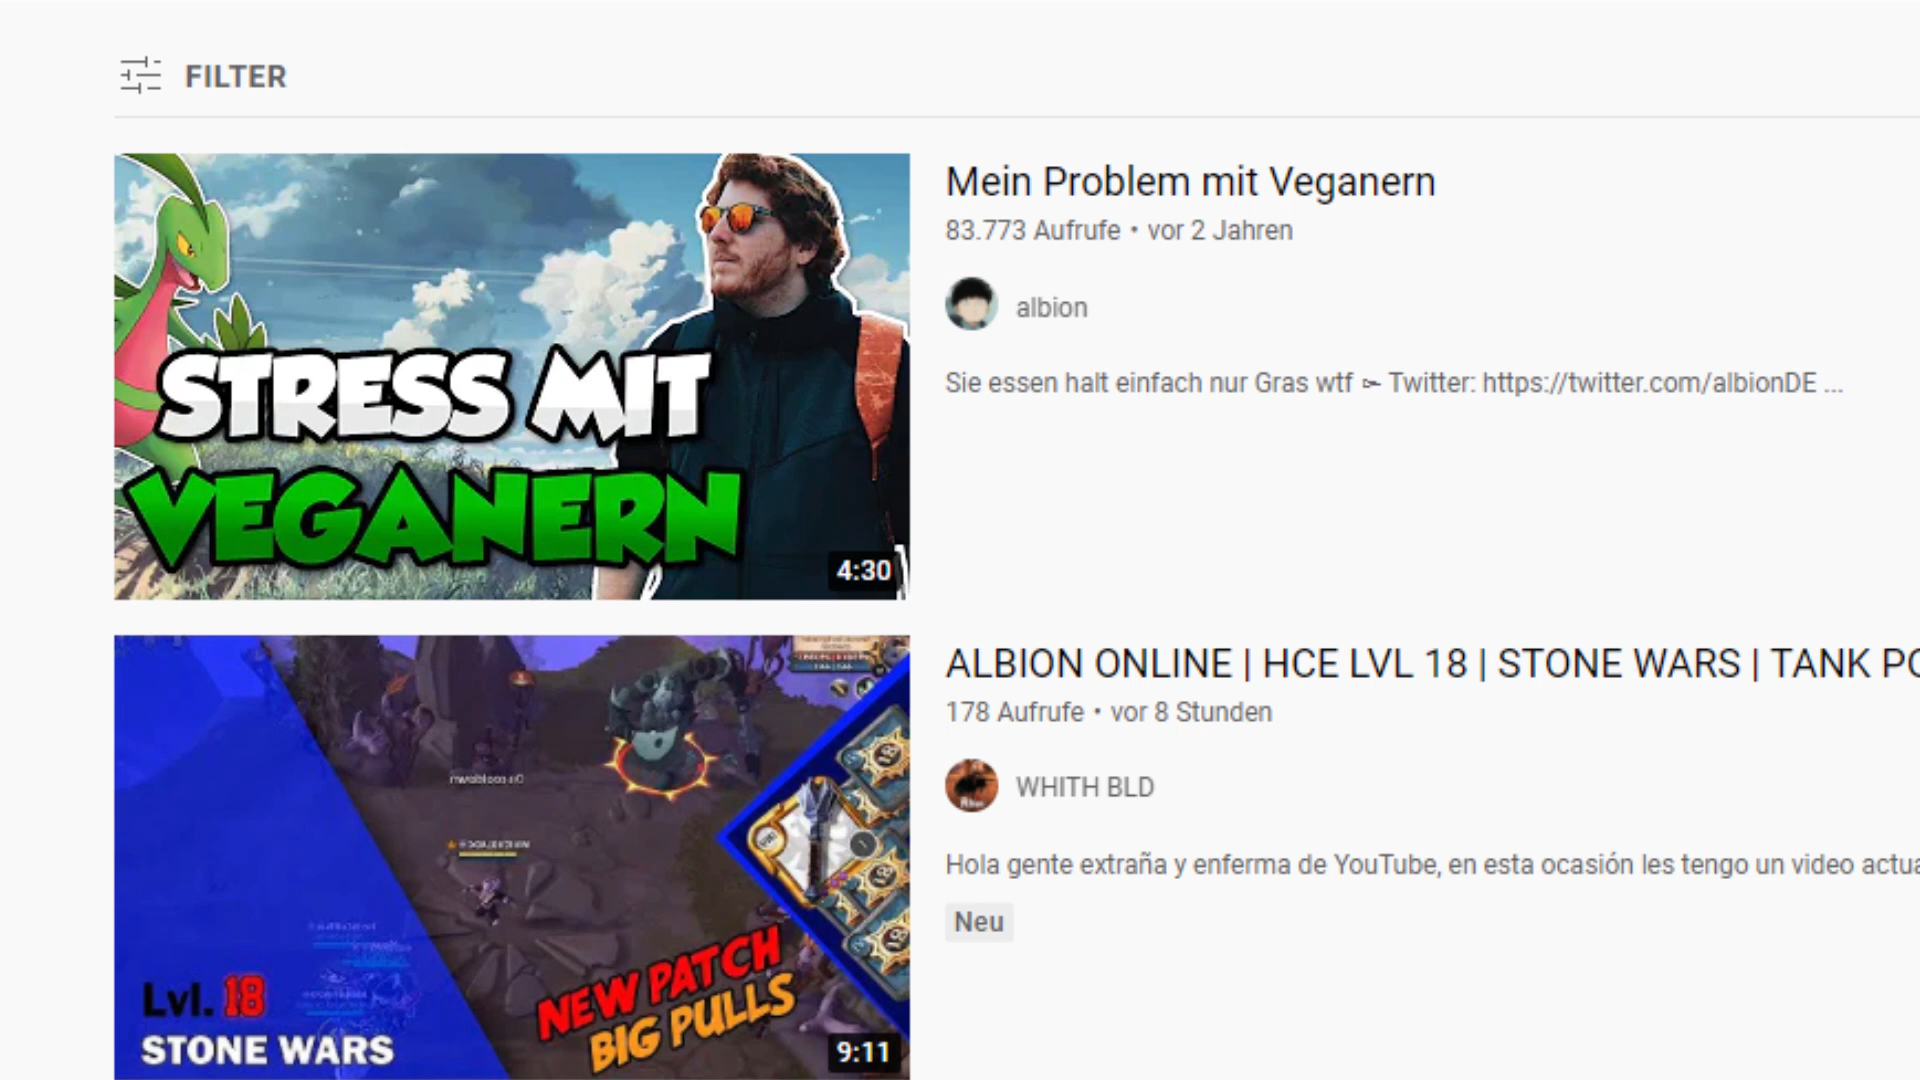 FILTER
STRESS MIT
VEGANERN
4:30
Mein Problem mit Veganern
83.773 Aufrufe • vor 2 Jahren
albion
Sie essen halt einfach nur Gras wtf ➳ Twitter: https://twitter.com/albionDE ...
Lvl. 18
STONE WARS
NEW PATCH
BIG PULLS
9:11
ALBION ONLINE | HCE LVL 18 | STONE WARS | TANK
178 Aufrufe • vor 8 Stunden
WHITH BLD
Hola gente extraña y enferma de YouTube, en esta ocasión les tengo un video
Neu